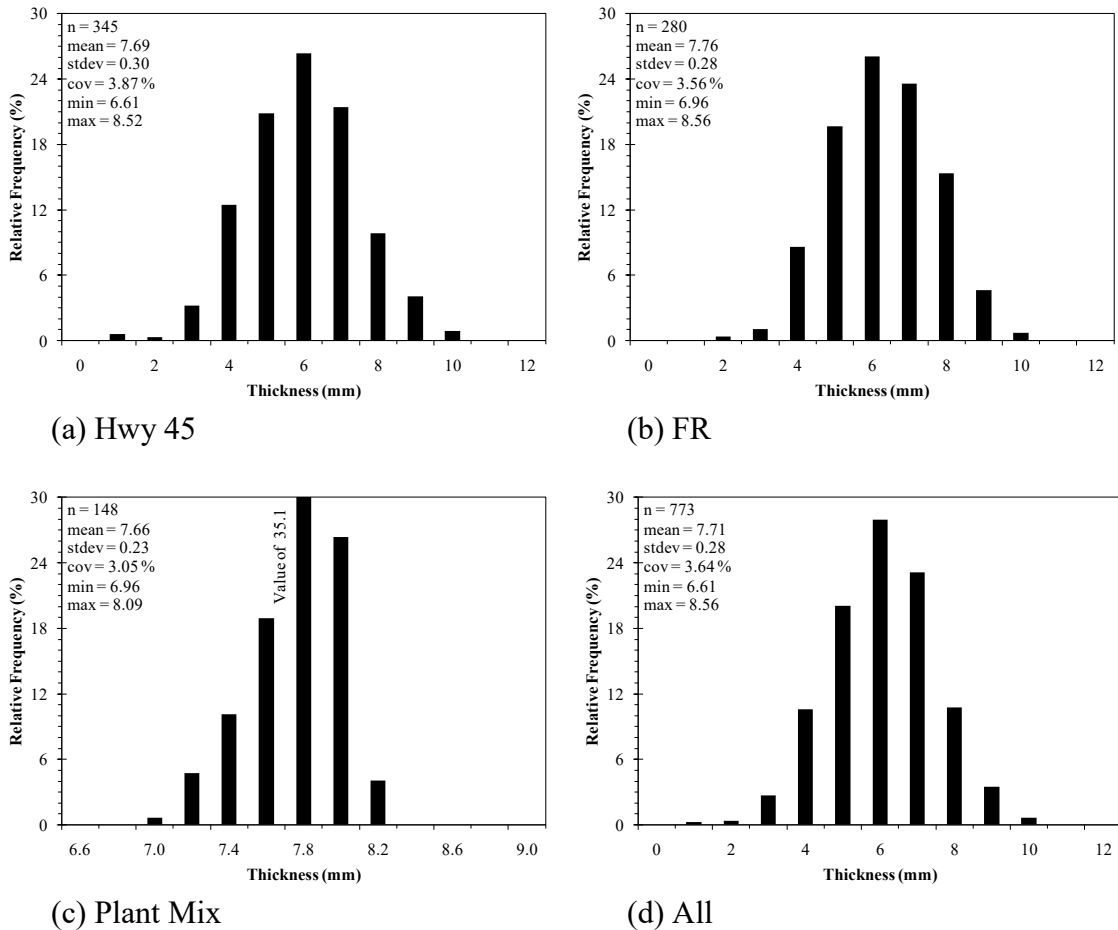 n = 345
mean = 7.69
stdev = 0.30
cov = 3.87%
min = 6.61
max = 8.52
Relative Frequency (%)
30
24
18
12
6
0
0 2 4 6 8 10 12
Thickness (mm)
(a) Hwy 45
n = 280
mean = 7.76
stdev = 0.28
cov = 3.56%
min = 6.96
max = 8.56
Relative Frequency (%)
30
24
18
12
6
0
0 2 4 6 8 10 12
Thickness (mm)
(b) FR
n = 148
mean = 7.66
stdev = 0.23
cov = 3.05%
min = 6.96
max = 8.09
Value of 35.1
Relative Frequency (%)
30
24
18
12
6
0
6.6 7.0 7.4 7.8 8.2 8.6 9.0
Thickness (mm)
(c) Plant Mix
n = 773
mean = 7.71
stdev = 0.28
cov = 3.64%
min = 6.61
max = 8.56
Relative Frequency (%)
30
24
18
12
6
0
0 2 4 6 8 10 12
Thickness (mm)
(d) All